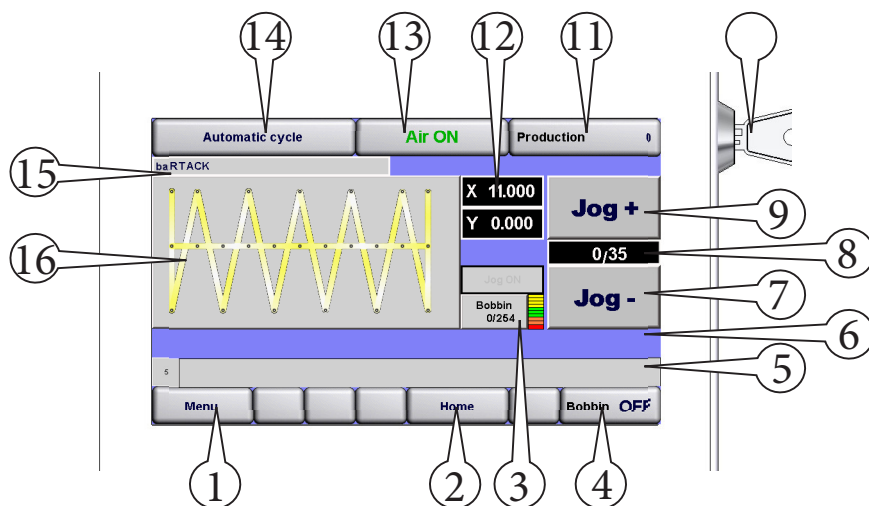 14 13 12 11
Automatic cycle Air ON Production 0
baRTACK
15
X 11.000
Y 0.000
Jog +
9
16
0/35
8
Jog ON
Jog -
7
Bobbin
0/254
6
5
5
Menu Home Bobbin OFF
1 2 3 4